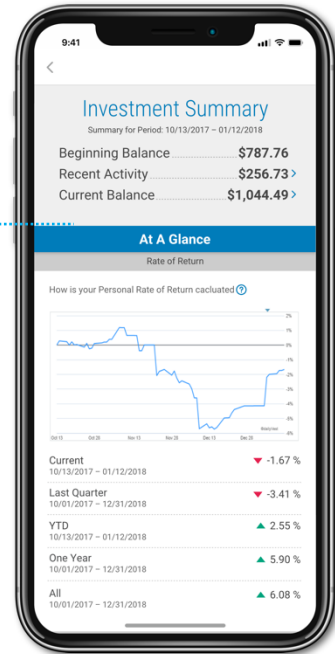 9:41
Investment Summary
Summary for Period: 10/13/2017 – 01/12/2018
Beginning Balance $787.76
Recent Activity $256.73 >
Current Balance $1,044.49 >
At A Glance
Rate of Return
How is your Personal Rate of Return cacluated ?
2%
1%
0%
-1%
-2%
-4%
-5%
-6%
Oct 13 Oct 28 Nov 13 Nov 28 Dec 13 Dec 28
Current ▼ -1.67 %
10/13/2017 – 01/12/2018
Last Quarter ▼ -3.41 %
10/01/2017 – 12/31/2018
YTD ▲ 2.55 %
10/13/2017 – 01/12/2018
One Year ▲ 5.90 %
10/01/2017 – 12/31/2018
All ▲ 6.08 %
10/01/2017 – 12/31/2018